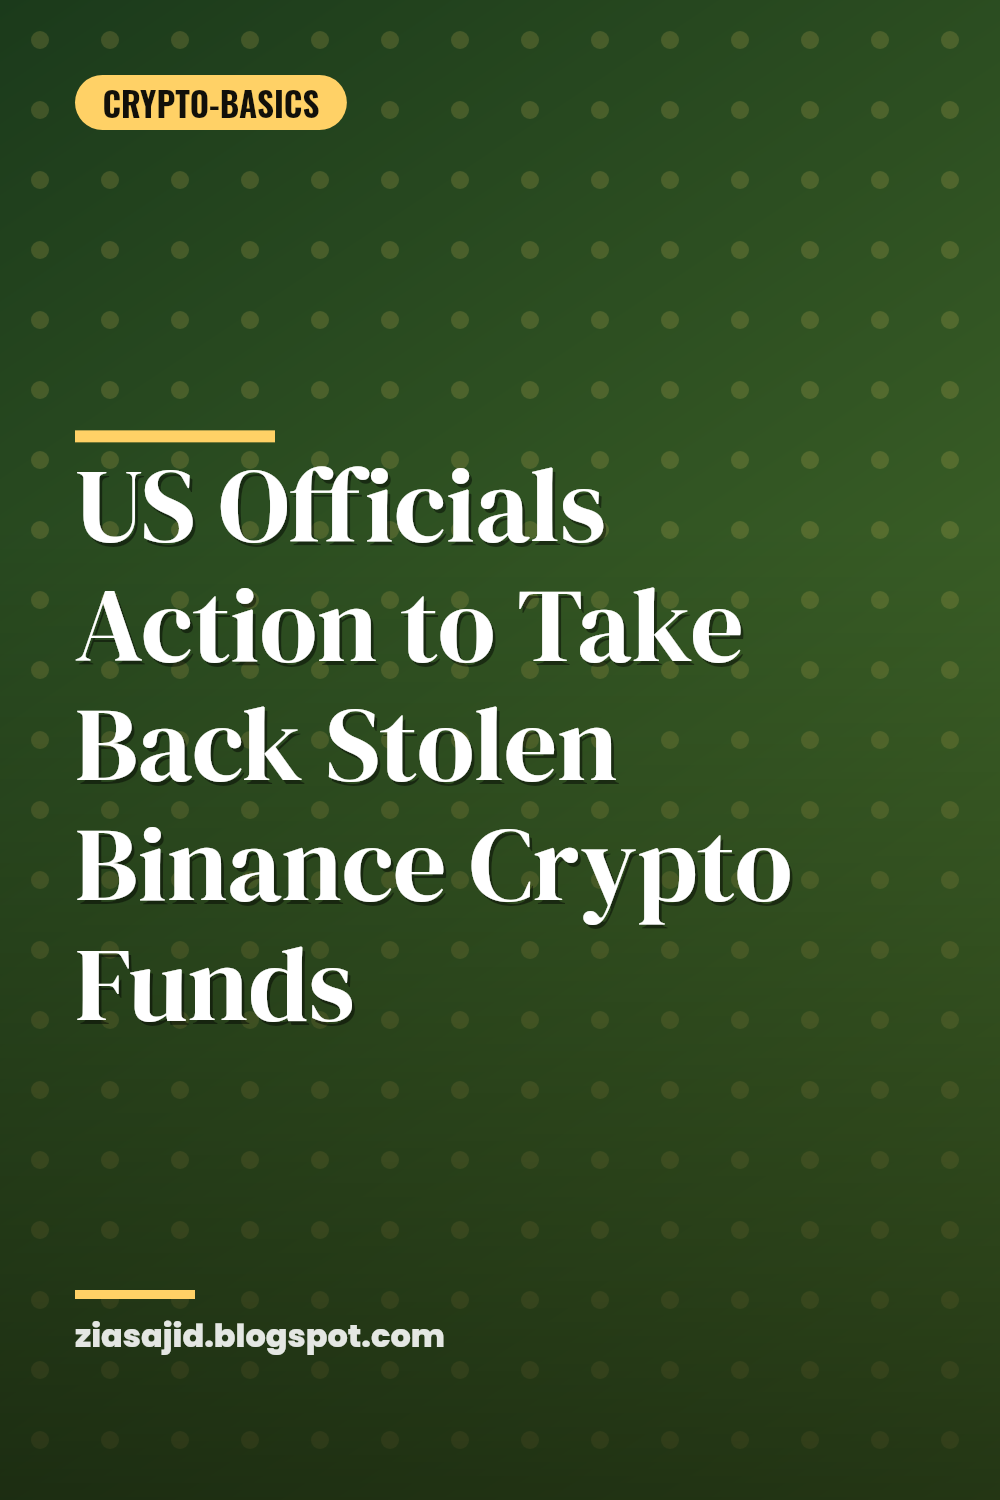 CRYPTO-BASICS
US Officials
Action to Take
Back Stolen
Binance Crypto
Funds
ziasajid.blogspot.com